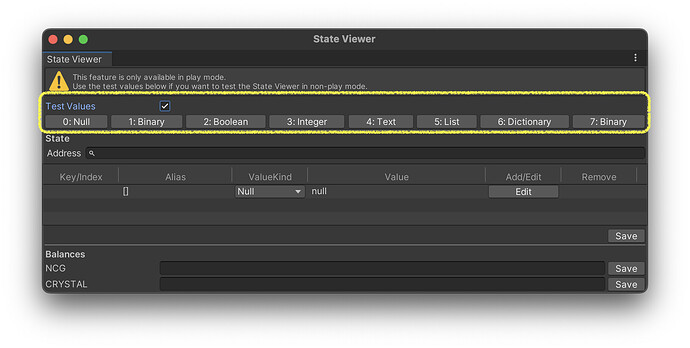 State Viewer
State Viewer
This feature is only available in play mode.
Use the test values below if you want to test the State Viewer in non-play mode.
Test Values
0: Null 1: Binary 2: Boolean 3: Integer 4: Text 5: List 6: Dictionary 7: Binary
State
Address
Key/Index Alias ValueKind Value Add/Edit Remove
[] Null null Edit
Save
Balances
NCG Save
CRYSTAL Save